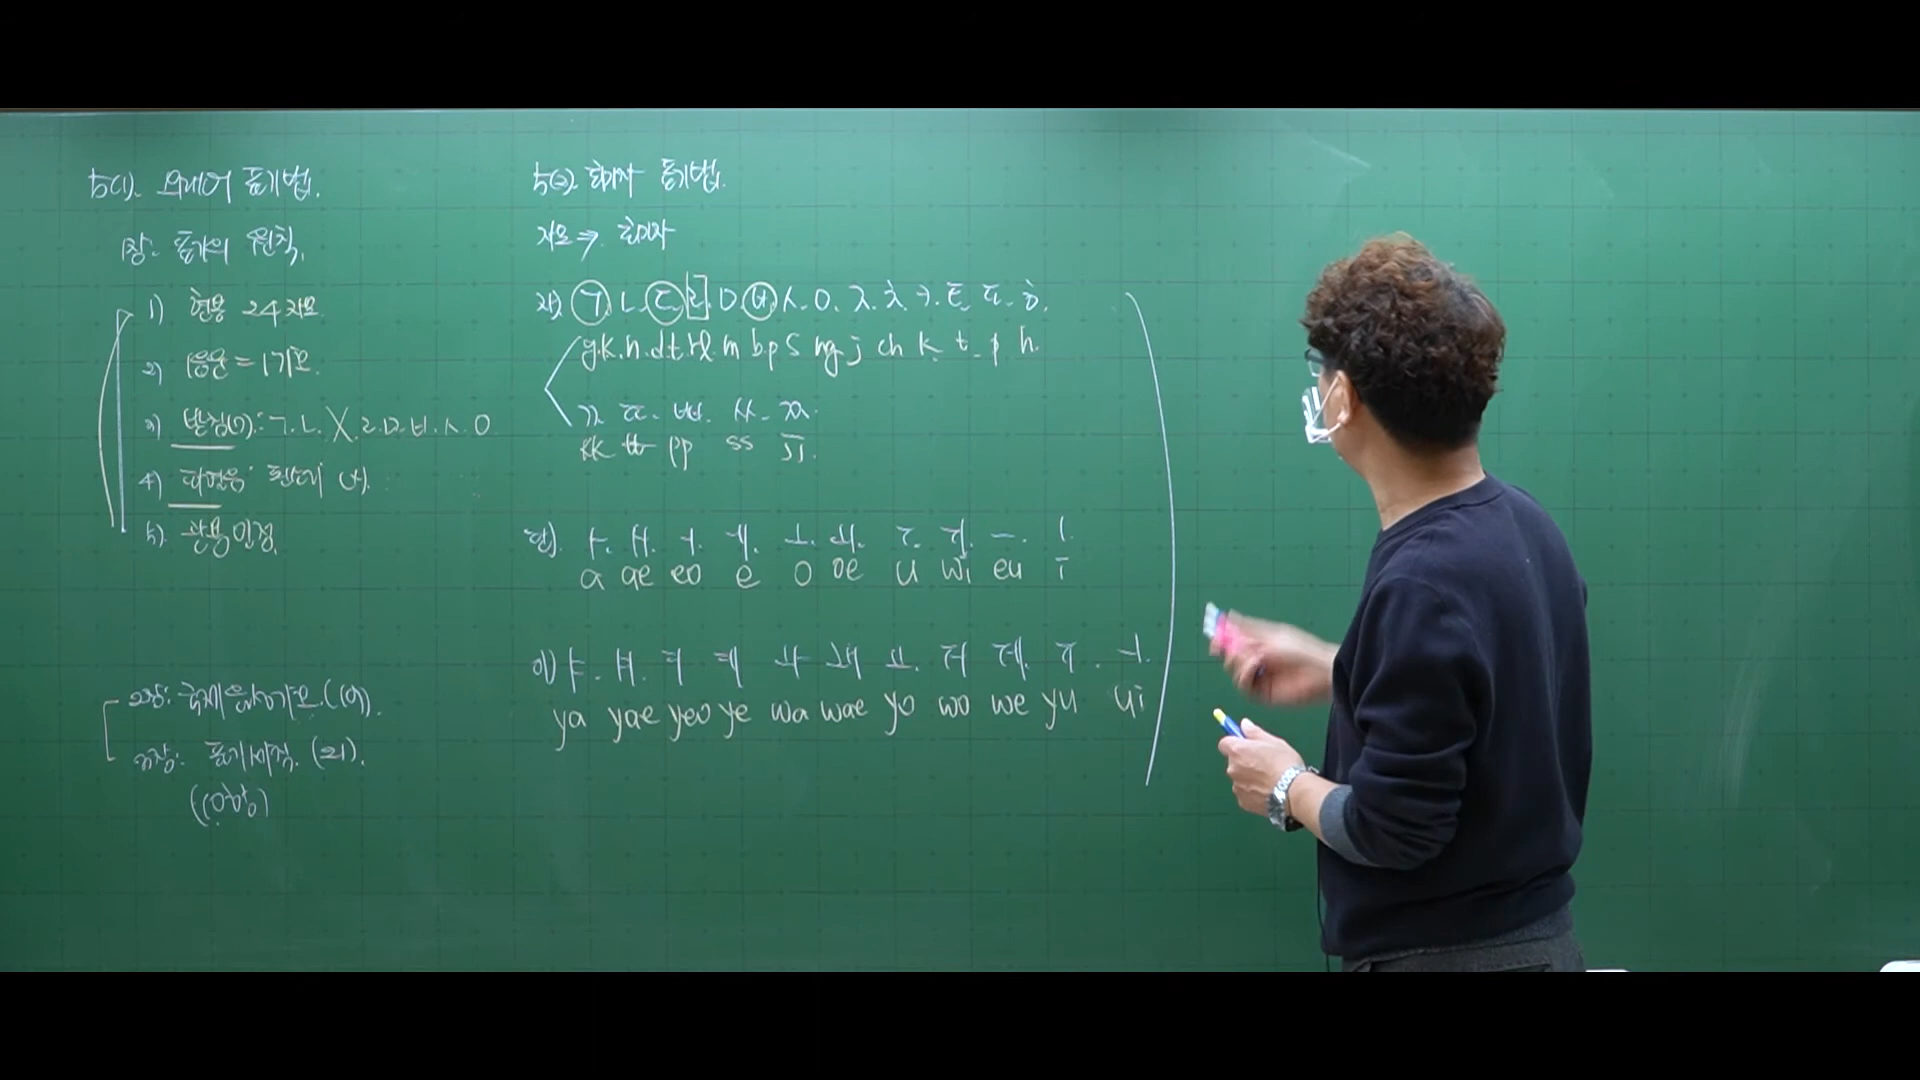 5(1). 외래어 표기법.
1장: 표기의 원칙.
1) 현용 24 자모.
2) 1음운 = 1기호.
3) 받침(7): ㄱ. ㄴ. ㄹ. ㅁ. ㅂ. ㅅ. ㅇ
4) 파열음: 된소리 (x).
5) 관용 인정.
2장: 국제 음성 기호.
3장: 표기 세칙.
5(2). 로마자 표기법.
자모 ⇒ 로마자
자) ㄱ. ㄴ. ㄷ. ㄹ. ㅁ. ㅂ. ㅅ. ㅇ. ㅈ. ㅊ. ㅋ. ㅌ. ㅍ. ㅎ.
g.k. n. d.t. r.l. m b.p s ng j ch k t p h.
ㄲ ㄸ. ㅃ. ㅆ. ㅉ.
kk tt pp ss jj.
단). ㅏ. ㅐ. ㅓ. ㅔ. ㅗ. ㅚ. ㅜ. ㅟ. ㅡ. ㅣ.
a ae eo e o oe u wi eu i
이) ㅑ. ㅒ. ㅕ ㅖ ㅘ ㅙ ㅛ. ㅝ ㅞ. ㅠ. ㅢ.
ya yae yeo ye wa wae yo wo we yu ui